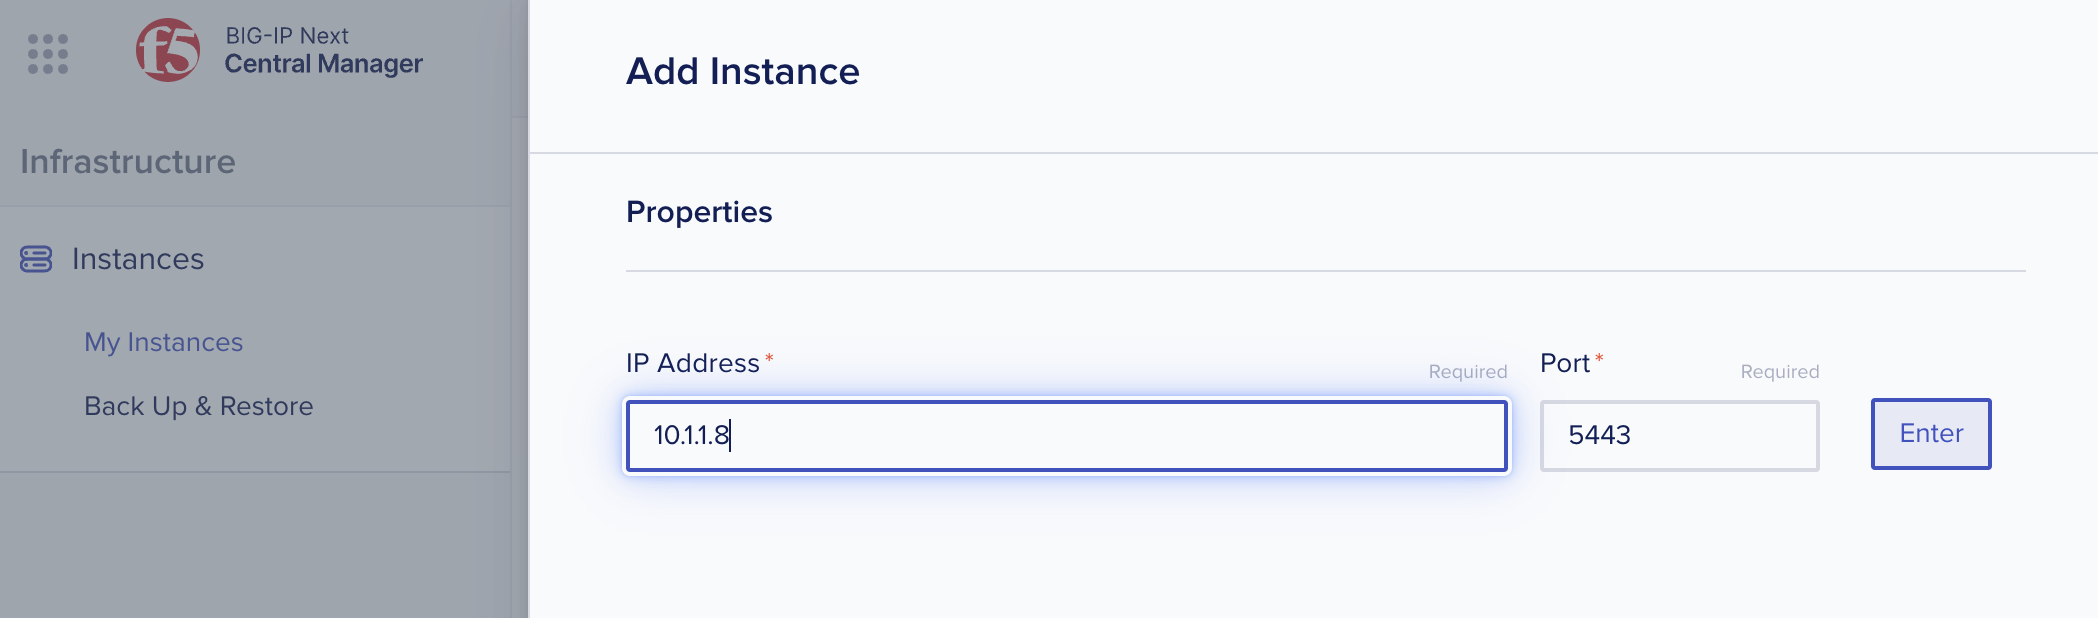 f5
BIG-IP Next
Central Manager
Infrastructure
Instances
My Instances
Back Up & Restore
Add Instance
Properties
IP Address *
Required
10.1.1.8
Port *
Required
5443
Enter